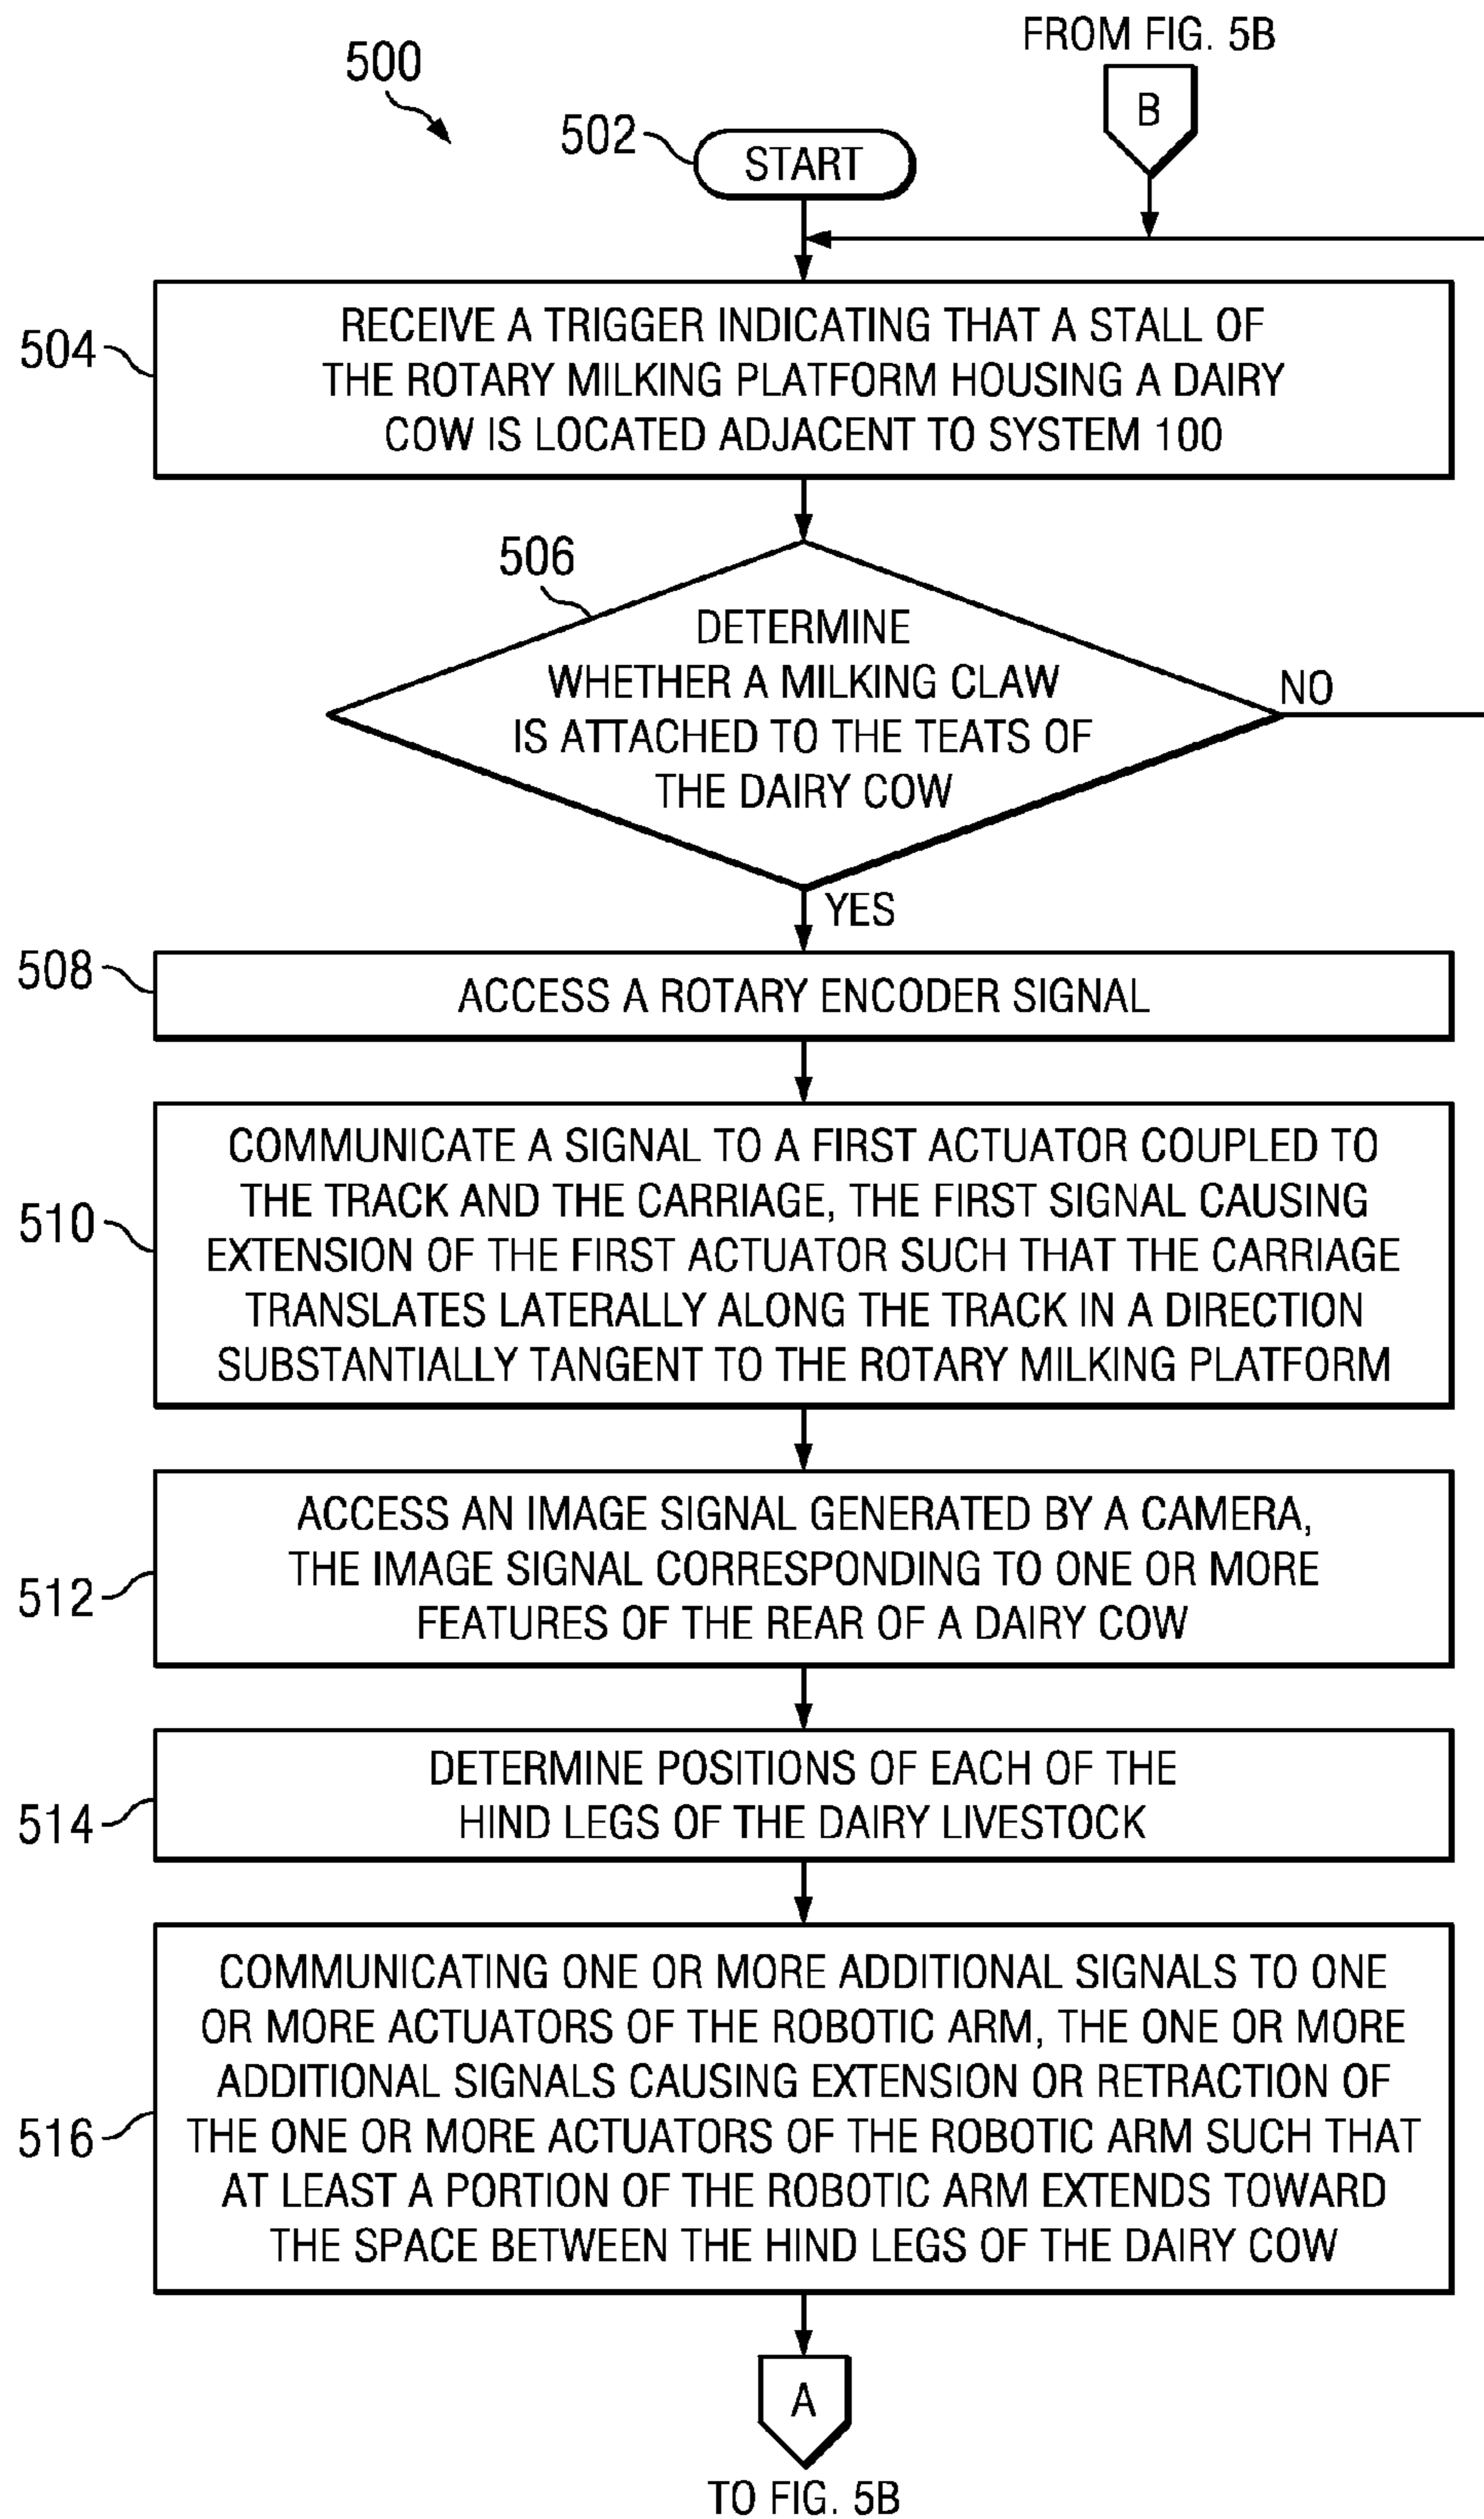 FROM FIG. 5B
500
B
502
START
504
RECEIVE A TRIGGER INDICATING THAT A STALL OF
THE ROTARY MILKING PLATFORM HOUSING A DAIRY
COW IS LOCATED ADJACENT TO SYSTEM 100
506
DETERMINE
WHETHER A MILKING CLAW
IS ATTACHED TO THE TEATS OF
THE DAIRY COW
NO
YES
508
ACCESS A ROTARY ENCODER SIGNAL
510
COMMUNICATE A SIGNAL TO A FIRST ACTUATOR COUPLED TO
THE TRACK AND THE CARRIAGE, THE FIRST SIGNAL CAUSING
EXTENSION OF THE FIRST ACTUATOR SUCH THAT THE CARRIAGE
TRANSLATES LATERALLY ALONG THE TRACK IN A DIRECTION
SUBSTANTIALLY TANGENT TO THE ROTARY MILKING PLATFORM
512
ACCESS AN IMAGE SIGNAL GENERATED BY A CAMERA,
THE IMAGE SIGNAL CORRESPONDING TO ONE OR MORE
FEATURES OF THE REAR OF A DAIRY COW
514
DETERMINE POSITIONS OF EACH OF THE
HIND LEGS OF THE DAIRY LIVESTOCK
516
COMMUNICATING ONE OR MORE ADDITIONAL SIGNALS TO ONE
OR MORE ACTUATORS OF THE ROBOTIC ARM, THE ONE OR MORE
ADDITIONAL SIGNALS CAUSING EXTENSION OR RETRACTION OF
THE ONE OR MORE ACTUATORS OF THE ROBOTIC ARM SUCH THAT
AT LEAST A PORTION OF THE ROBOTIC ARM EXTENDS TOWARD
THE SPACE BETWEEN THE HIND LEGS OF THE DAIRY COW
A
TO FIG. 5B